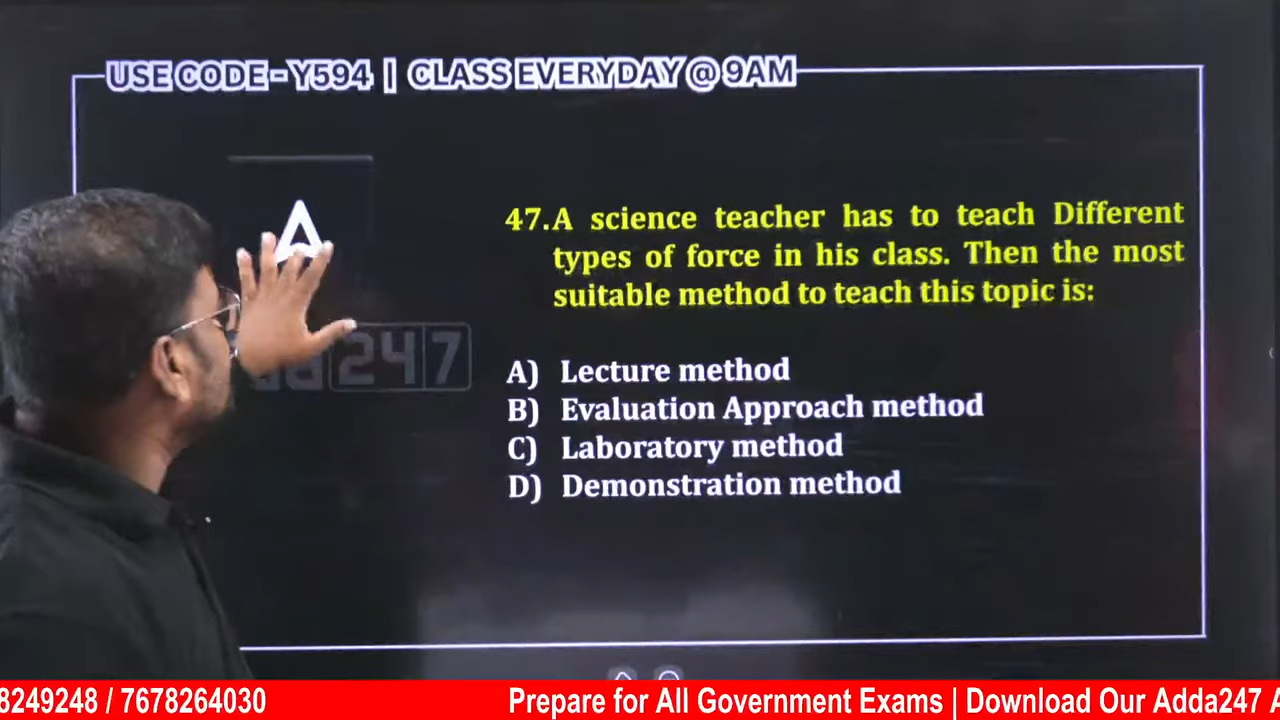 USE CODE - Y594 | CLASS EVERYDAY @ 9AM
47. A science teacher has to teach Different
types of force in his class. Then the most
suitable method to teach this topic is:
A) Lecture method
B) Evaluation Approach method
C) Laboratory method
D) Demonstration method
247
8249248 / 7678264030
Prepare for All Government Exams | Download Our Adda247 A